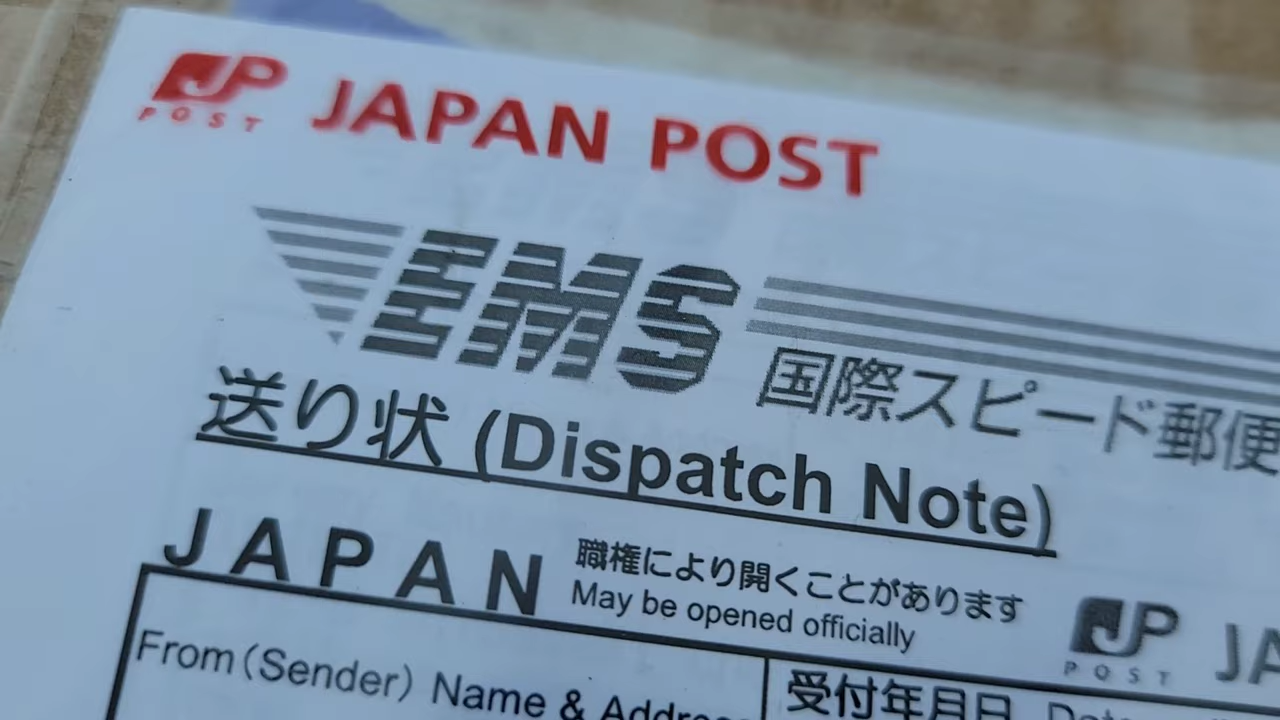 JP
POST
JAPAN POST
EMS
国際スピード郵便
送り状 (Dispatch Note)
JAPAN
職権により開くことがあります
May be opened officially
JP
POST
JA
From (Sender) Name & Addre
受付年月日